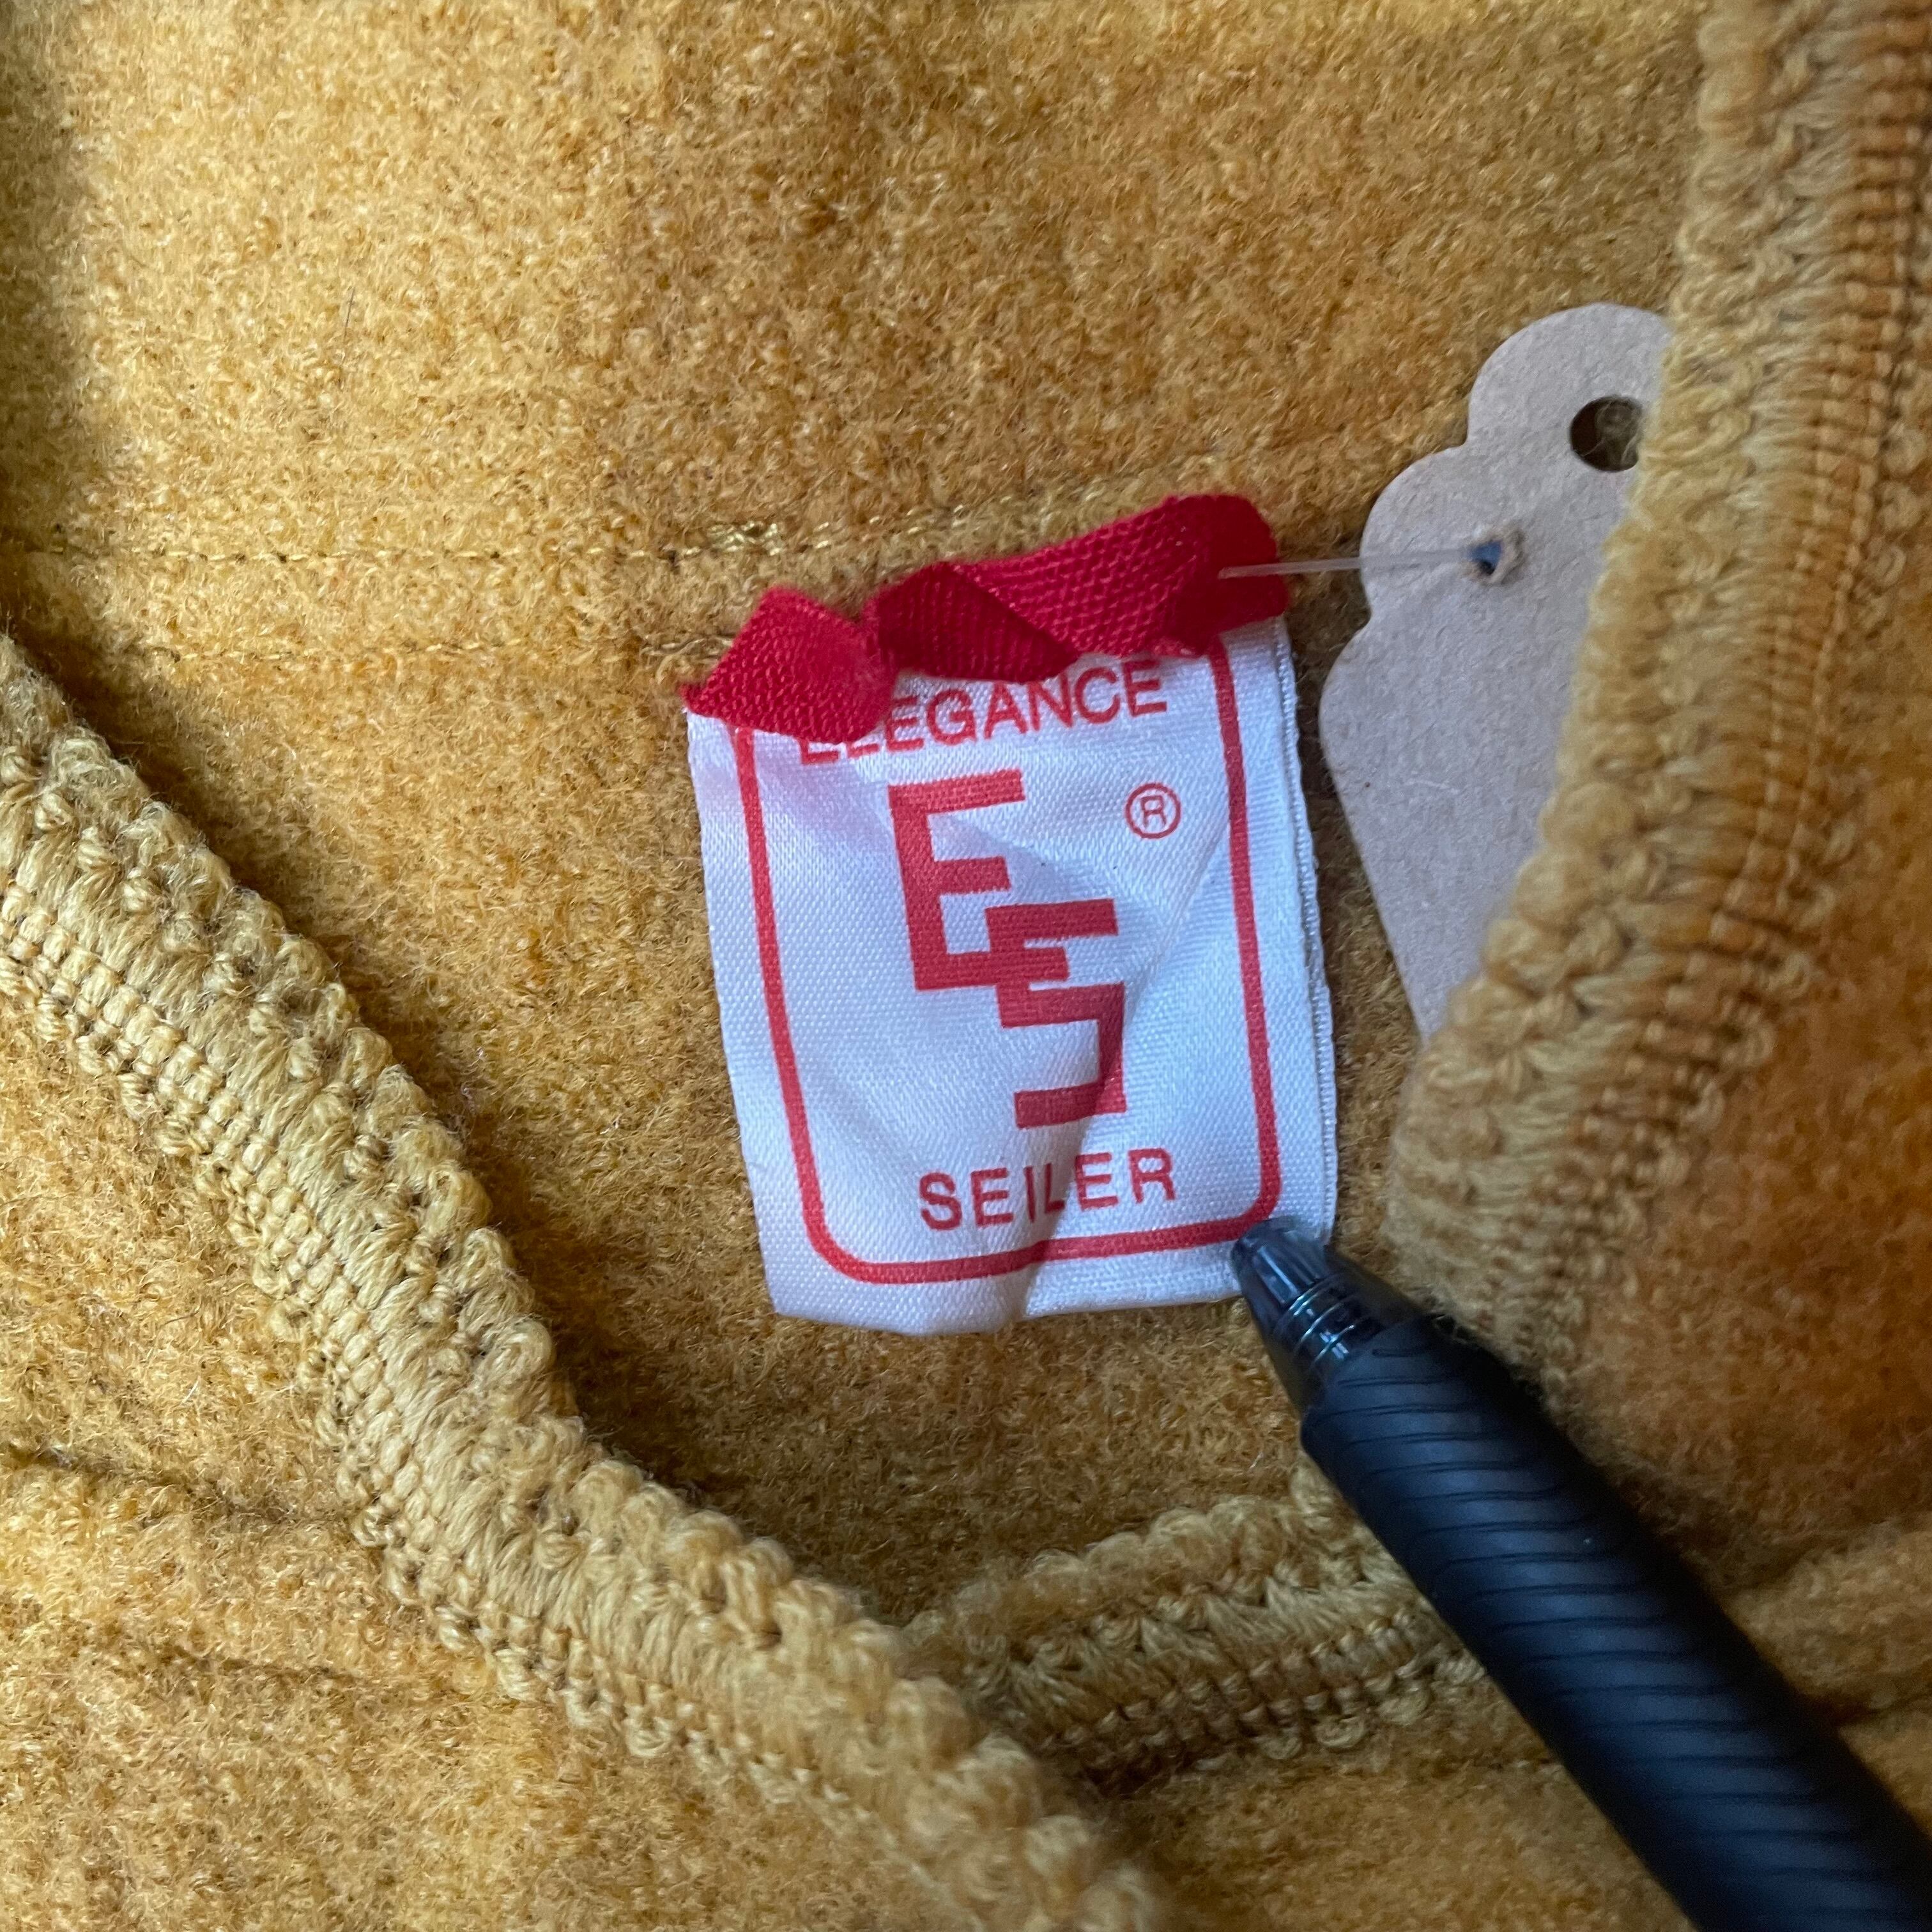 ELEGANCE
ES
®
SEILER